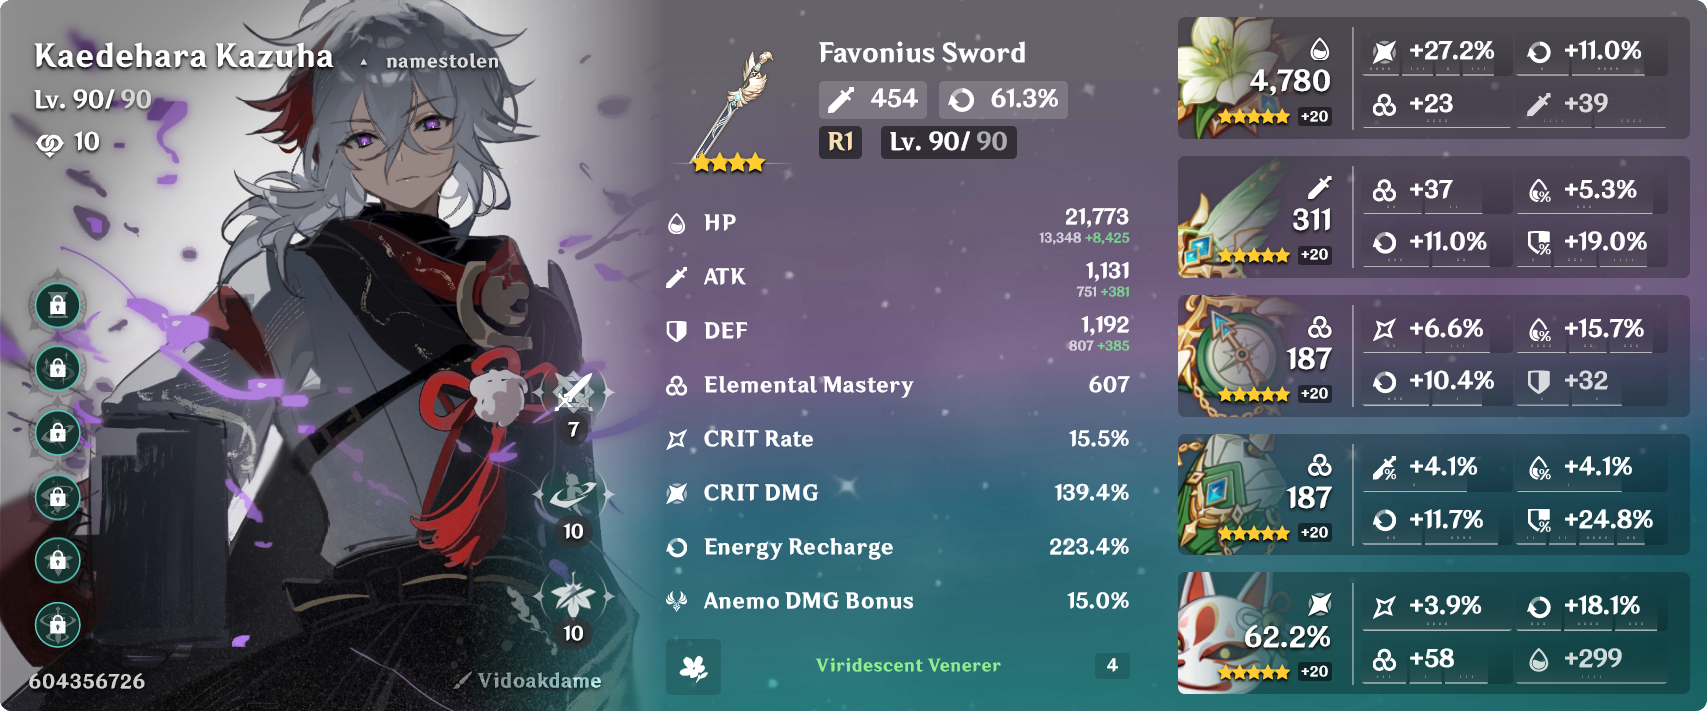 Kaedehara Kazuha ▲ namestolen
Lv. 90/ 90
10
7
10
10
604356726
Vidoakdame
Favonius Sword
454 61.3%
R1 Lv. 90/ 90
HP 21,773
13,348 +8,425
ATK 1,131
751 +381
DEF 1,192
807 +385
Elemental Mastery 607
CRIT Rate 15.5%
CRIT DMG 139.4%
Energy Recharge 223.4%
Anemo DMG Bonus 15.0%
Viridescent Venerer 4
4,780
+20
+27.2% +11.0%
+23 +39
311
+20
+37 +5.3%
+11.0% +19.0%
187
+20
+6.6% +15.7%
+10.4% +32
187
+20
+4.1% +4.1%
+11.7% +24.8%
62.2%
+20
+3.9% +18.1%
+58 +299